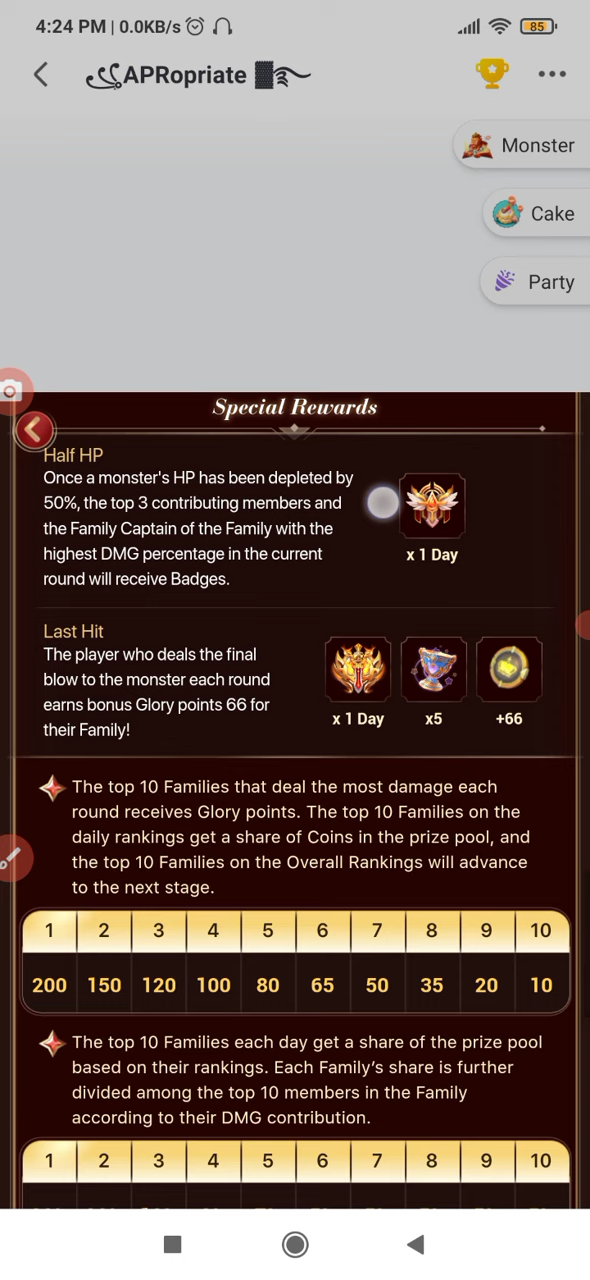 4:24 PM | 0.0KB/s
85
APRopriate
Monster
Cake
Party
Special Rewards
Half HP
Once a monster's HP has been depleted by
50%, the top 3 contributing members and
the Family Captain of the Family with the
highest DMG percentage in the current
round will receive Badges.
x 1 Day
Last Hit
The player who deals the final
blow to the monster each round
earns bonus Glory points 66 for
their Family!
x 1 Day x5 +66
The top 10 Families that deal the most damage each
round receives Glory points. The top 10 Families on the
daily rankings get a share of Coins in the prize pool, and
the top 10 Families on the Overall Rankings will advance
to the next stage.
1 2 3 4 5 6 7 8 9 10
200 150 120 100 80 65 50 35 20 10
The top 10 Families each day get a share of the prize pool
based on their rankings. Each Family’s share is further
divided among the top 10 members in the Family
according to their DMG contribution.
1 2 3 4 5 6 7 8 9 10